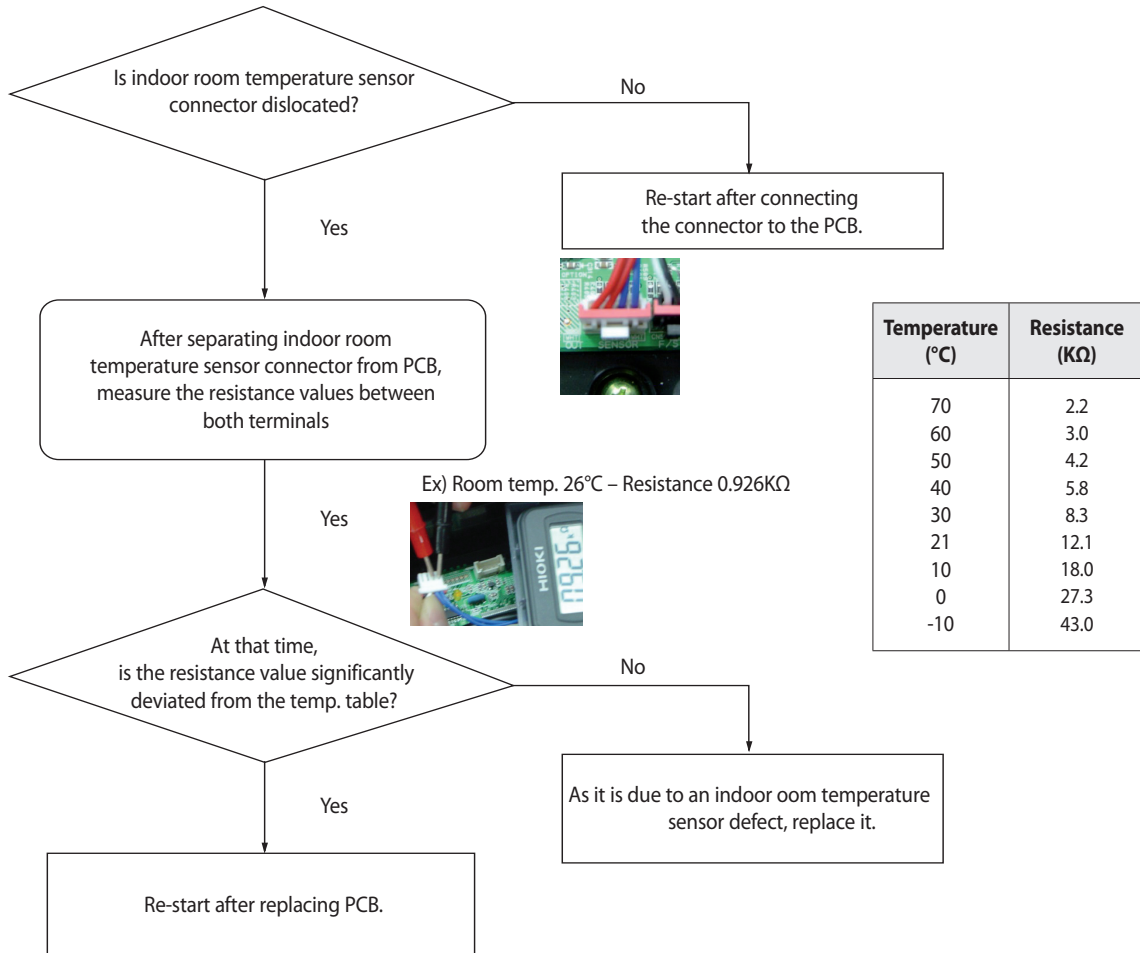 Is indoor room temperature sensor
connector dislocated?
No
Re-start after connecting
the connector to the PCB.
Yes
OPTION
OUT SENSOR F/S
After separating indoor room
temperature sensor connector from PCB,
measure the resistance values between
both terminals
Temperature Resistance
(°C) (KΩ)
70 2.2
60 3.0
50 4.2
40 5.8
30 8.3
21 12.1
10 18.0
0 27.3
-10 43.0
Ex) Room temp. 26°C – Resistance 0.926KΩ
Yes
HIOKI
0.926
At that time,
is the resistance value significantly
deviated from the temp. table?
No
As it is due to an indoor oom temperature
sensor defect, replace it.
Yes
Re-start after replacing PCB.